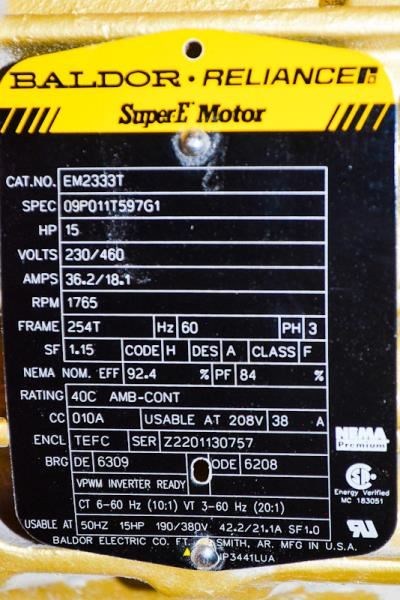 BALDOR • RELIANCE
Super-E Motor
CAT.NO. EM2333T
SPEC 09P011T597G1
HP 15
VOLTS 230/460
AMPS 36.2/18.1
RPM 1765
FRAME 254T Hz 60 PH 3
SF 1.15 CODE H DES A CLASS F
NEMA NOM. EFF 92.4 % PF 84 %
RATING 40C AMB-CONT
CC 010A USABLE AT 208V 38 A
ENCL TEFC SER Z2201130757
BRG DE 6309 ODE 6208
VPWM INVERTER READY
CT 6-60 Hz (10:1) VT 3-60 Hz (20:1)
USABLE AT 50HZ 15HP 190/380V 42.2/21.1A SF1.0
BALDOR ELECTRIC CO. FT. SMITH, AR. MFG IN U.S.A.
NEMA
Premium
Energy Verified
MC 183051